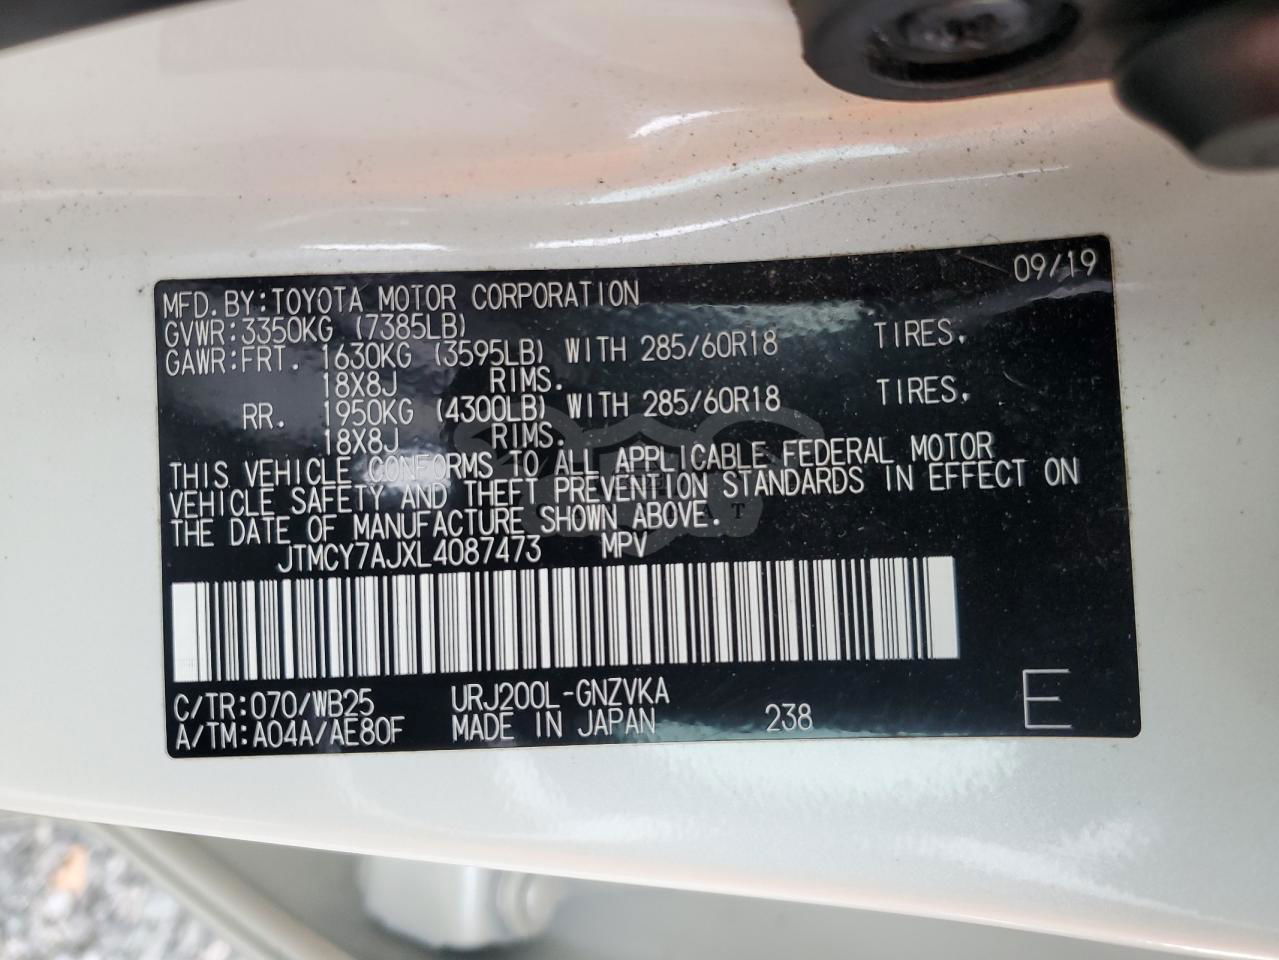 09/19
MFD.BY:TOYOTA MOTOR CORPORATION
GVWR:3350KG (7385LB)
GAWR:FRT. 1630KG (3595LB) WITH 285/60R18 TIRES,
18X8J RIMS.
RR. 1950KG (4300LB) WITH 285/60R18 TIRES,
18X8J RIMS.
THIS VEHICLE CONFORMS TO ALL APPLICABLE FEDERAL MOTOR
VEHICLE SAFETY AND THEFT PREVENTION STANDARDS IN EFFECT ON
THE DATE OF MANUFACTURE SHOWN ABOVE.
JTMCY7AJXL4087473 MPV
C/TR:070/WB25 URJ200L-GNZVKA
A/TM:A04A/AE80F MADE IN JAPAN 238 E